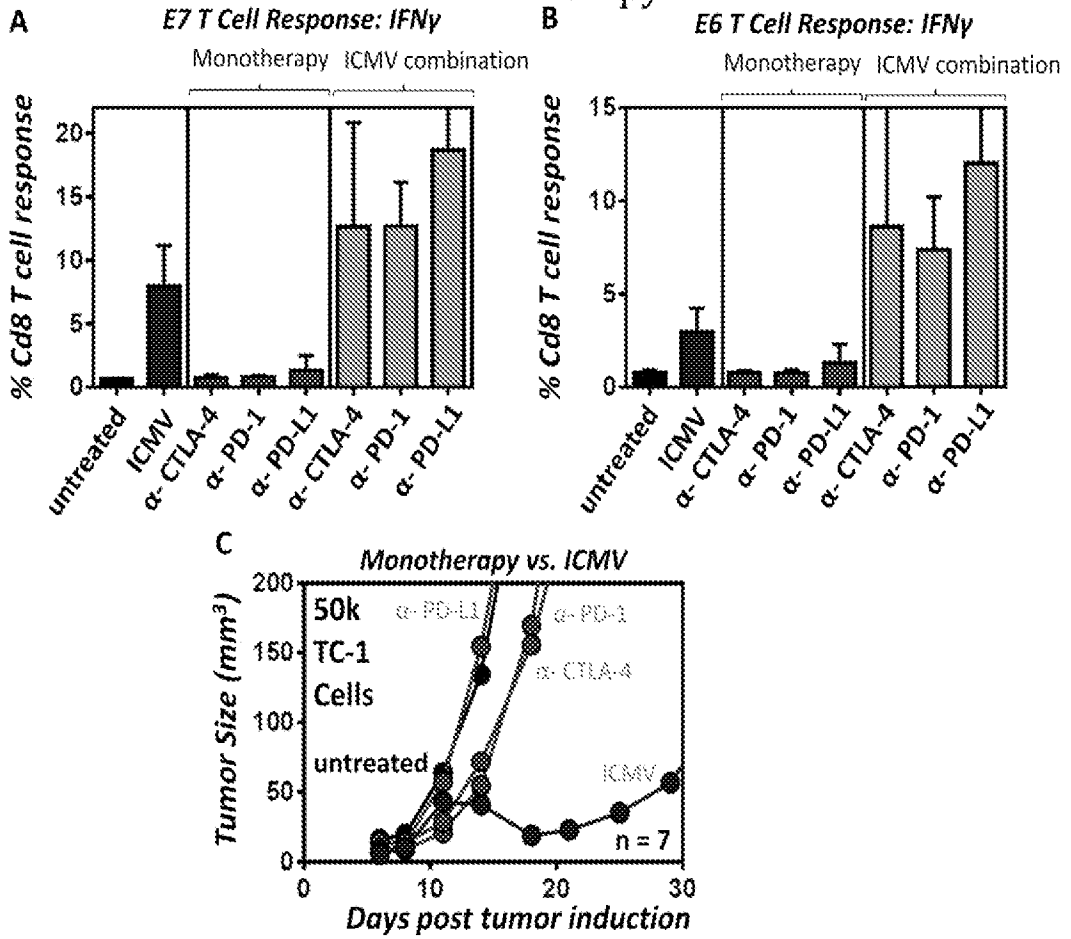 A
E7 T Cell Response: IFNγ
Monotherapy ICMV combination
% Cd8 T cell response
20
15
10
5
0
untreated
ICMV
α- CTLA-4
α- PD-1
α- PD-L1
α- CTLA-4
α- PD-1
α- PD-L1
B
E6 T Cell Response: IFNγ
Monotherapy ICMV combination
% Cd8 T cell response
15
10
5
0
untreated
ICMV
α- CTLA-4
α- PD-1
α- PD-L1
α- CTLA-4
α- PD-1
α- PD-L1
C
Monotherapy vs. ICMV
Tumor Size (mm³)
200
150
100
50
0
50k
TC-1
Cells
α- PD-L1
α- PD-1
α- CTLA-4
untreated
ICMV
n = 7
0 10 20 30
Days post tumor induction